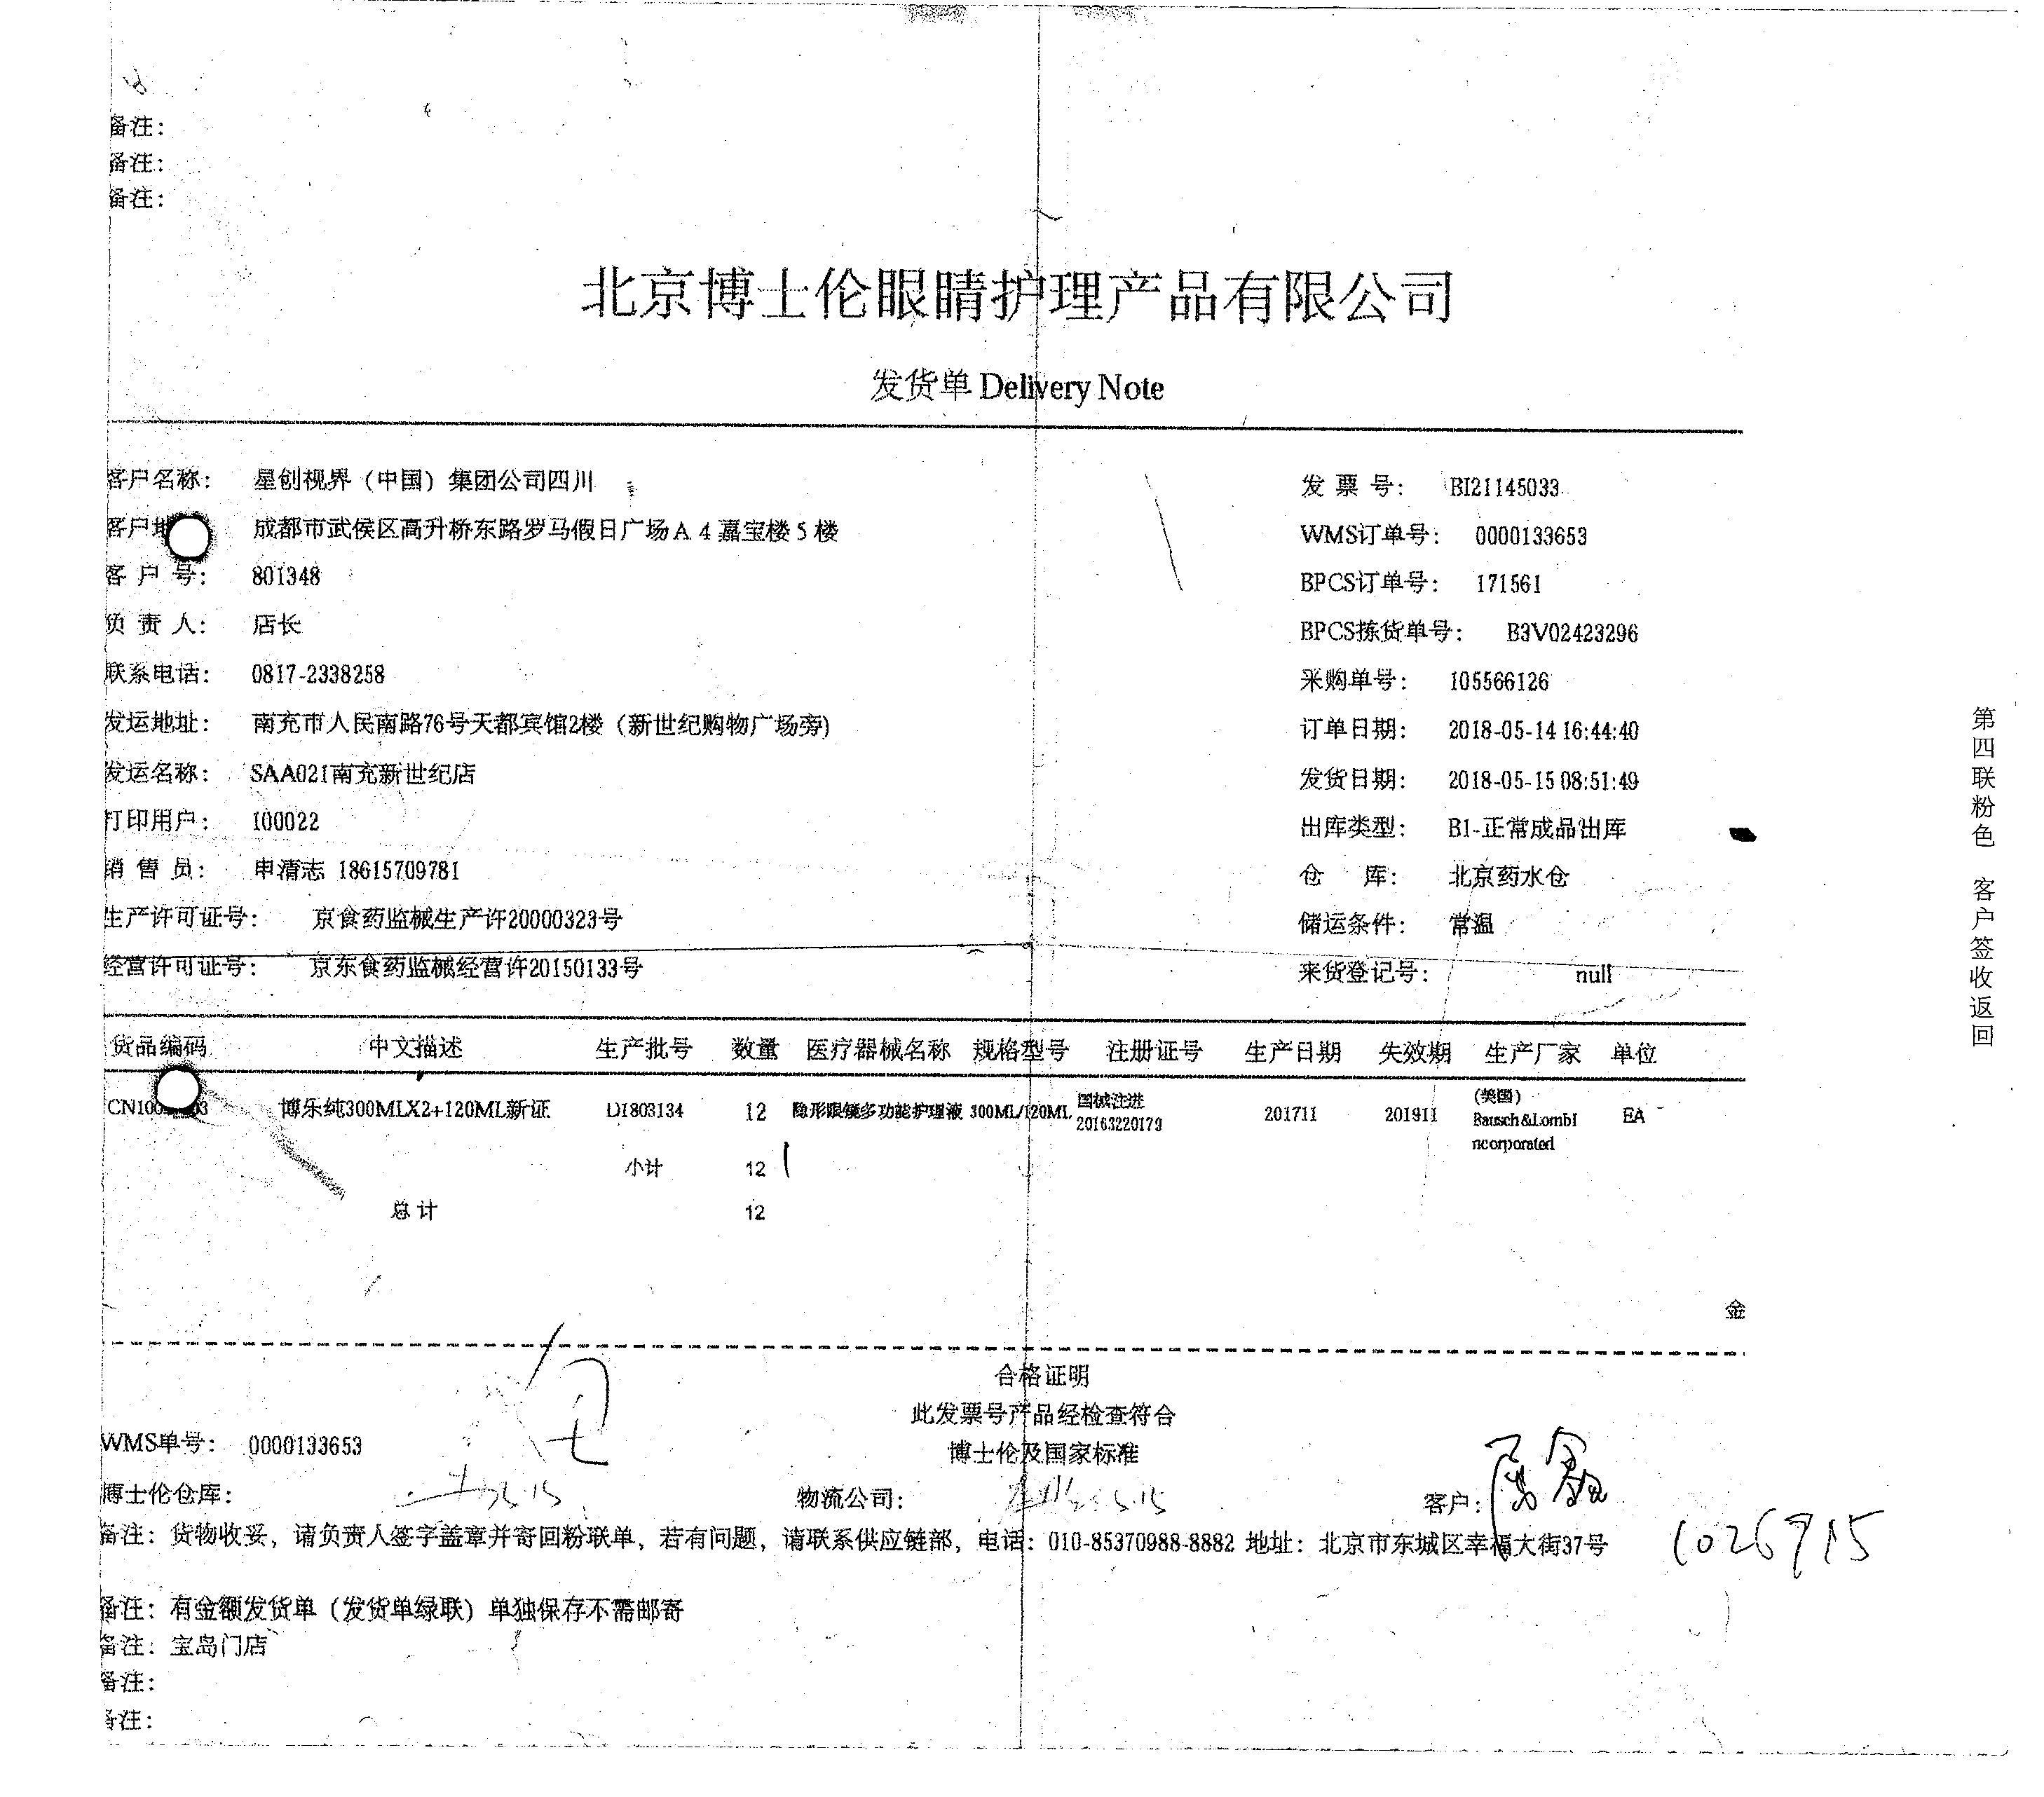 备注：
备注：
备注：
北京博士伦眼睛护理产品有限公司
发货单 Delivery Note
客户名称： 星创视界（中国）集团公司四川 发 票 号： BI21145033
客户地 成都市武侯区高升桥东路罗马假日广场 A 4 嘉宝楼 5 楼 WMS订单号： 0000133653
客 户 号： 801348 BPCS订单号： 171561
负 责 人： 店长 BPCS拣货单号： B3V02423296
联系电话： 0817-2338258 采购单号： 105566126
发运地址： 南充市人民南路76号天都宾馆2楼（新世纪购物广场旁) 订单日期： 2018-05-14 16:44:40
发运名称： SAA021南充新世纪店 发货日期： 2018-05-15 08:51:49
打印用户： I00022 出库类型： B1-正常成品出库
销 售 员： 申清志 18615709781 仓 库： 北京药水仓
生产许可证号： 京食药监械生产许20000323号 储运条件： 常温
经营许可证号： 京东食药监械经营许20150133号 来货登记号： null
货品编码 中文描述 生产批号 数量 医疗器械名称 规格型号 注册证号 生产日期 失效期 生产厂家 单位
博乐纯300MLX2+120ML新证 D1803134 12 隐形眼镜多功能护理液 300ML/120ML 国械注进20163220179 201711 201911 (美国) Bausch&LombIncorporated EA
小计 12
总 计 12
金
合格证明
此发票号产品经检查符合
WMS单号： 0000133653
博士伦及国家标准
博士伦仓库： 5.15 物流公司： 5.15 客户：
备注：货物收妥，请负责人签字盖章并寄回粉联单，若有问题，请联系供应链部，电话：010-85370988-8882 地址：北京市东城区幸福大街37号
1026915
备注：有金额发货单（发货单绿联）单独保存不需邮寄
备注：宝岛门店
备注：
备注：
第四联粉色 客户签收返回